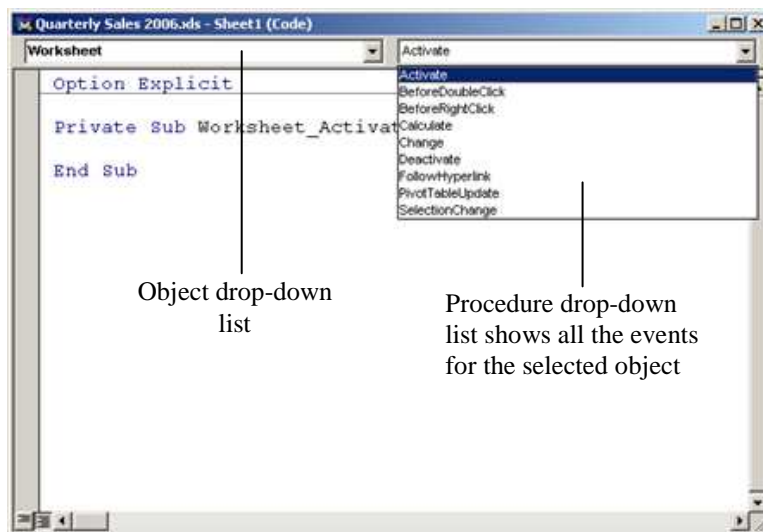 Quarterly Sales 2006.xls - Sheet1 (Code)
Worksheet
Activate
Option Explicit
Private Sub Worksheet_Activat
End Sub
Activate
BeforeDoubleClick
BeforeRightClick
Calculate
Change
Deactivate
FollowHyperlink
PivotTableUpdate
SelectionChange
Object drop-down
list
Procedure drop-down
list shows all the events
for the selected object